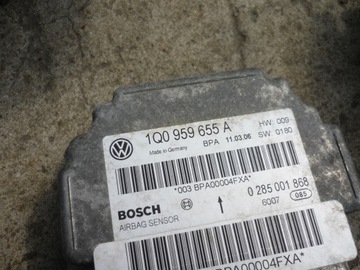 1Q0 959 655 A
Made in Germany
BPA 11.03.06
HW: 009
SW: 0180
*003 BPA00004FXA*
BOSCH
AIRBAG SENSOR
0 285 001 868
6007 085
BPA00004FXA*